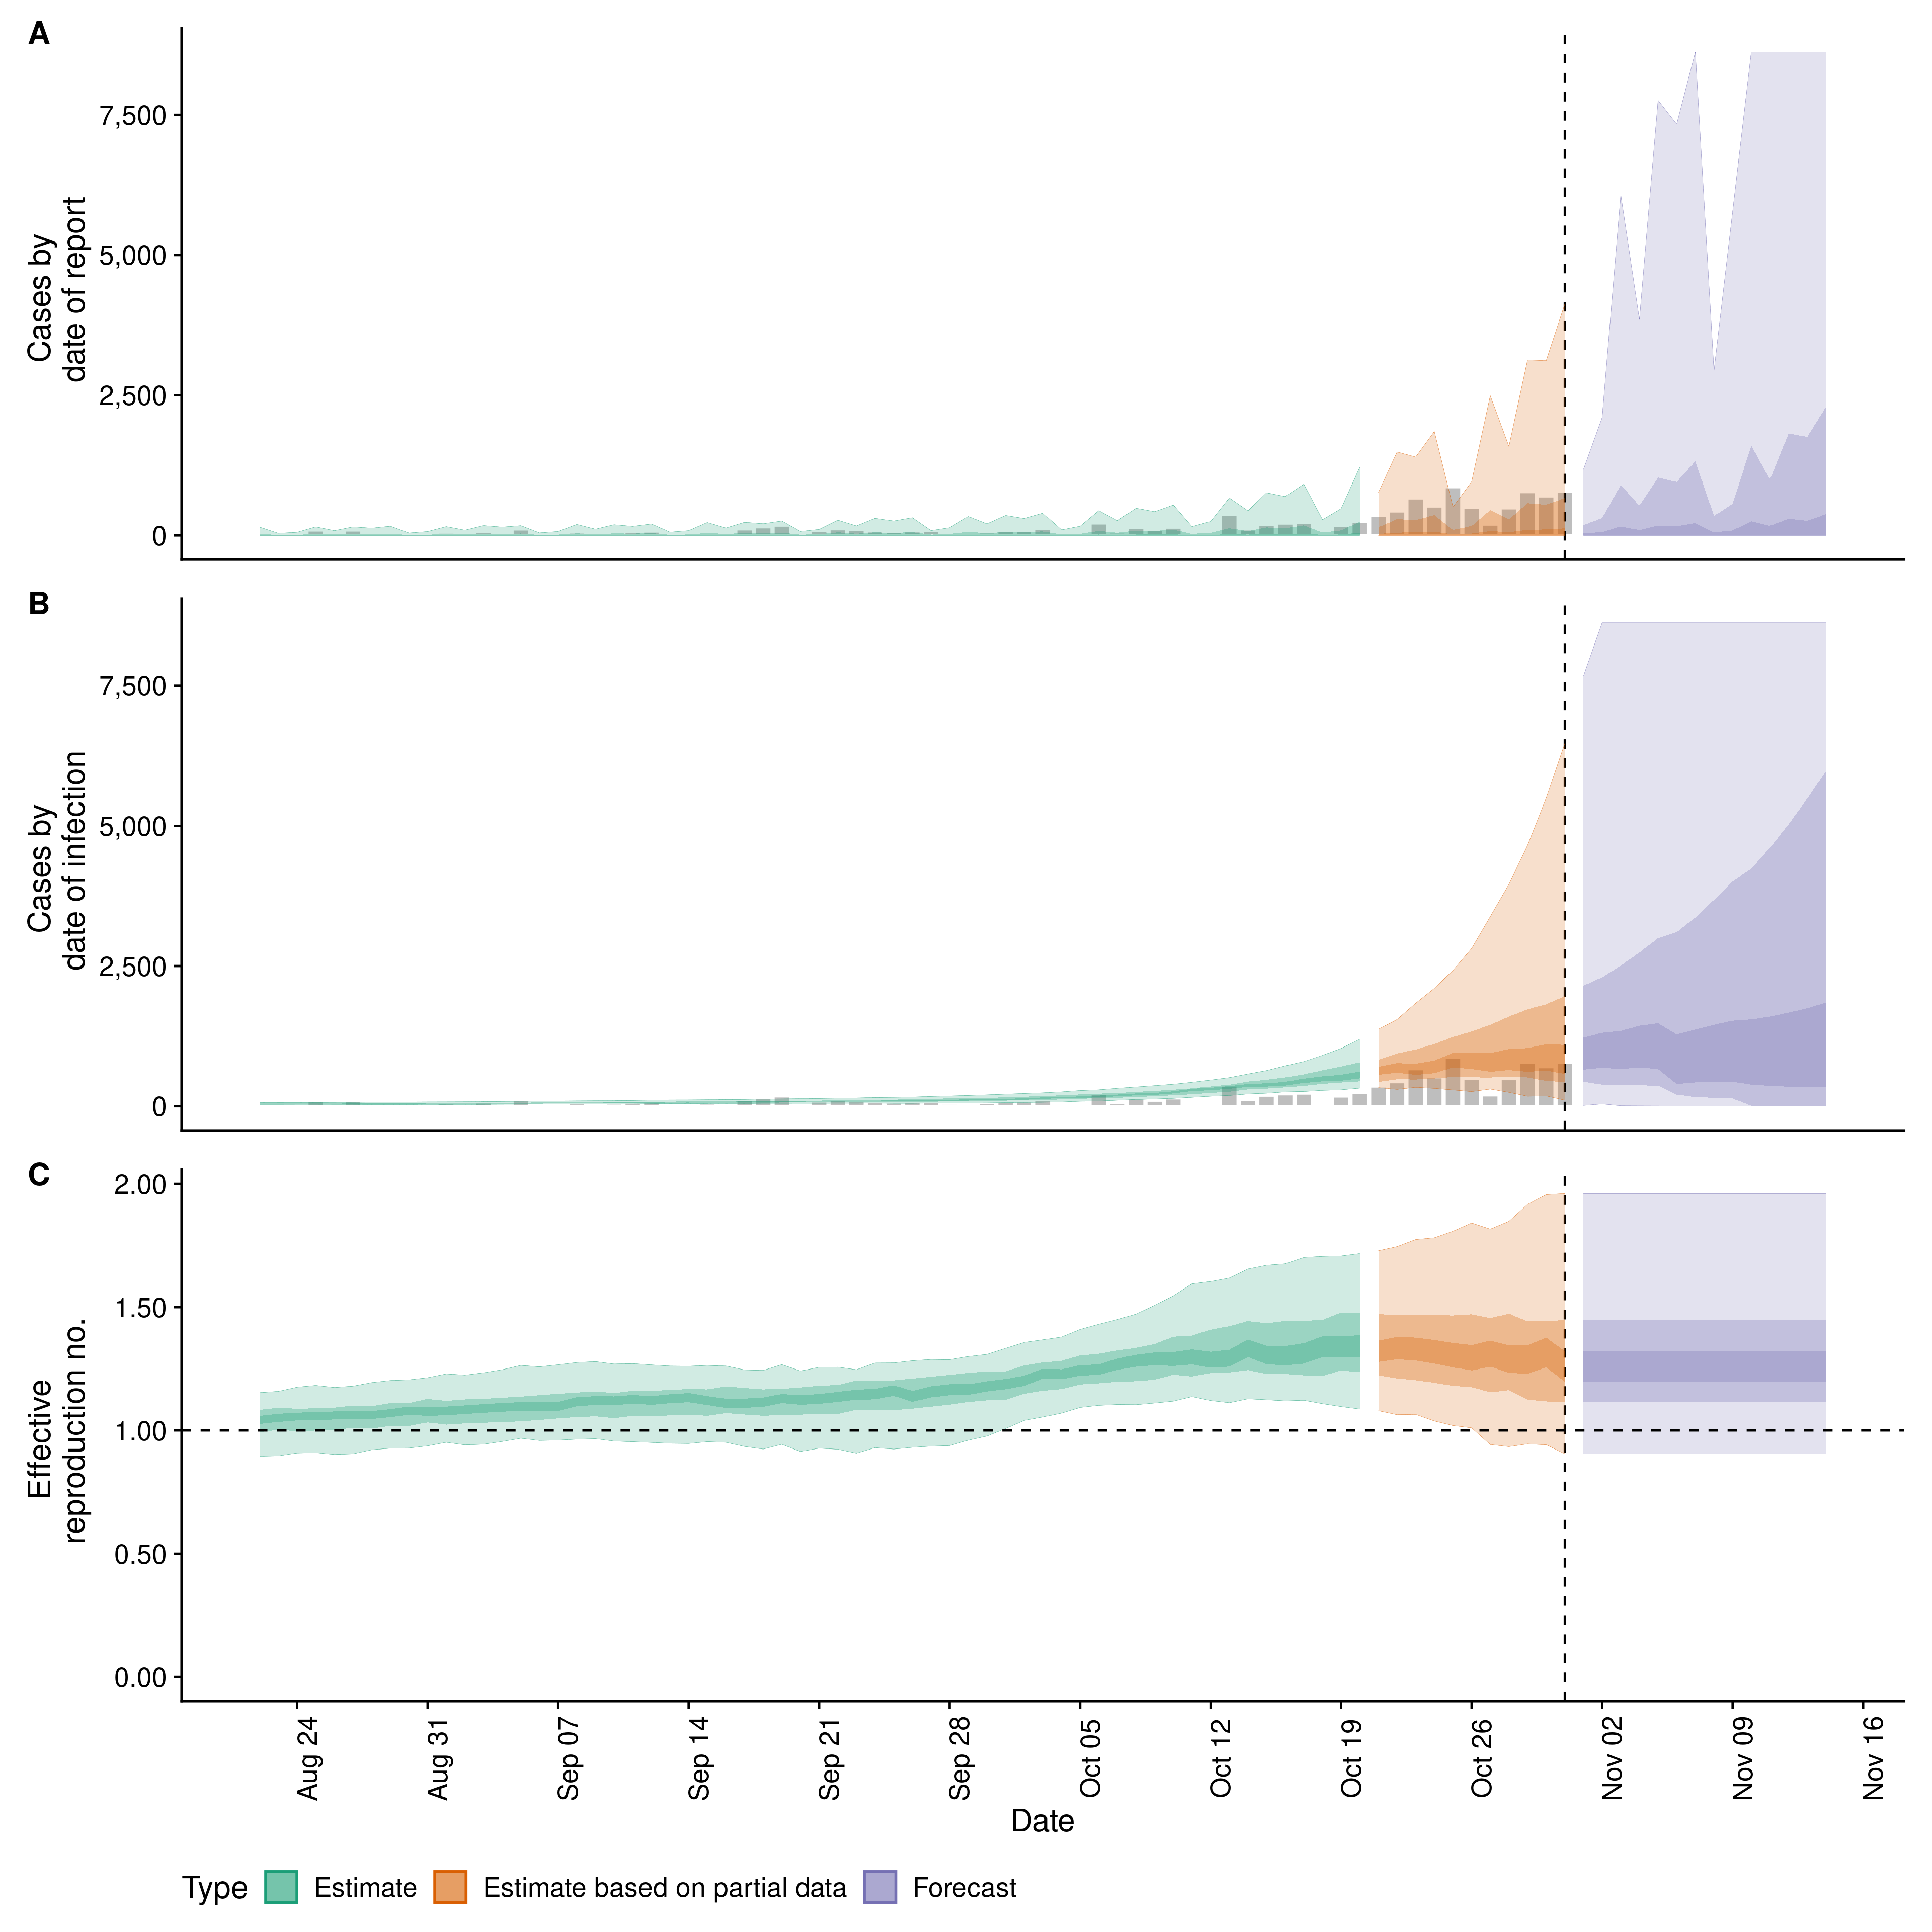 A
Cases by
date of report
7,500
5,000
2,500
0
B
Cases by
date of infection
7,500
5,000
2,500
0
C
Effective
reproduction no.
2.00
1.50
1.00
0.50
0.00
Aug 24
Aug 31
Sep 07
Sep 14
Sep 21
Sep 28
Oct 05
Oct 12
Oct 19
Oct 26
Nov 02
Nov 09
Nov 16
Date
Type
Estimate
Estimate based on partial data
Forecast